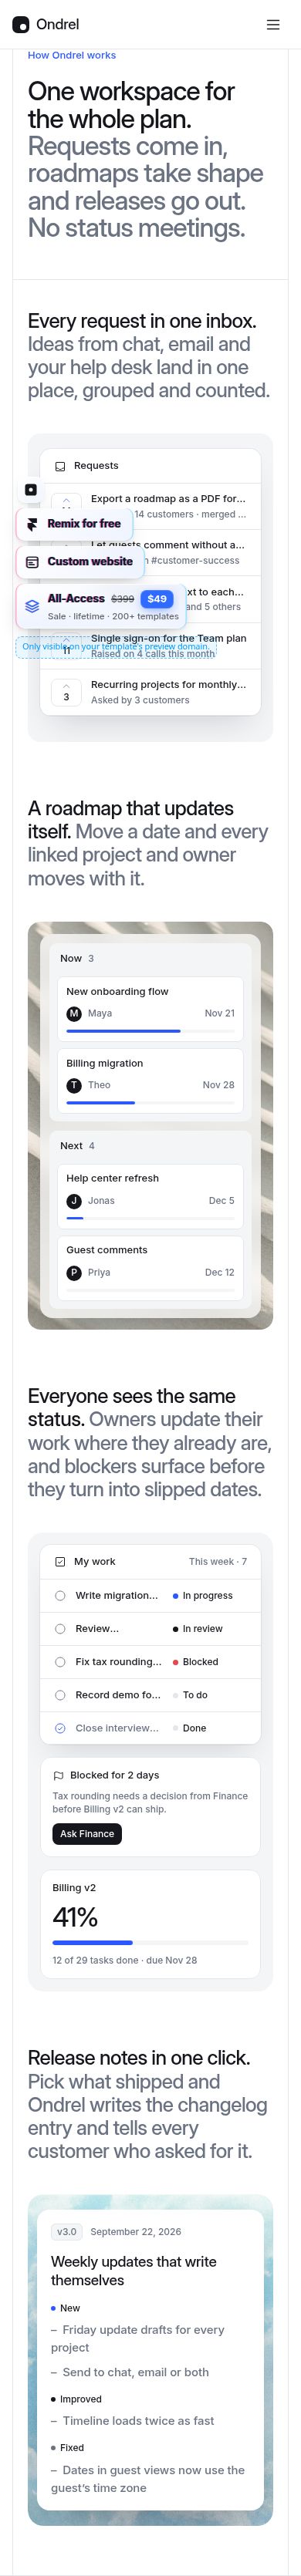 Ondrel
How Ondrel works
One workspace for
the whole plan.
Requests come in,
roadmaps take shape
and releases go out.
No status meetings.
Every request in one inbox.
Ideas from chat, email and
your help desk land in one
place, grouped and counted.
Requests
Export a roadmap as a PDF for...
14 customers · merged ...
Remix for free
Let guests comment without a...
#customer-success
Custom website
xt to each...
All-Access $399 $49
and 5 others
Sale · lifetime · 200+ templates
Single sign-on for the Team plan
Only visible on your template's preview domain.
11
Raised on 4 calls this month
Recurring projects for monthly...
3
Asked by 3 customers
A roadmap that updates
itself. Move a date and every
linked project and owner
moves with it.
Now 3
New onboarding flow
M Maya Nov 21
Billing migration
T Theo Nov 28
Next 4
Help center refresh
J Jonas Dec 5
Guest comments
P Priya Dec 12
Everyone sees the same
status. Owners update their
work where they already are,
and blockers surface before
they turn into slipped dates.
My work This week · 7
Write migration... In progress
Review... In review
Fix tax rounding... Blocked
Record demo fo... To do
Close interview... Done
Blocked for 2 days
Tax rounding needs a decision from Finance
before Billing v2 can ship.
Ask Finance
Billing v2
41%
12 of 29 tasks done · due Nov 28
Release notes in one click.
Pick what shipped and
Ondrel writes the changelog
entry and tells every
customer who asked for it.
v3.0 September 22, 2026
Weekly updates that write
themselves
New
– Friday update drafts for every
project
– Send to chat, email or both
Improved
– Timeline loads twice as fast
Fixed
– Dates in guest views now use the
guest's time zone